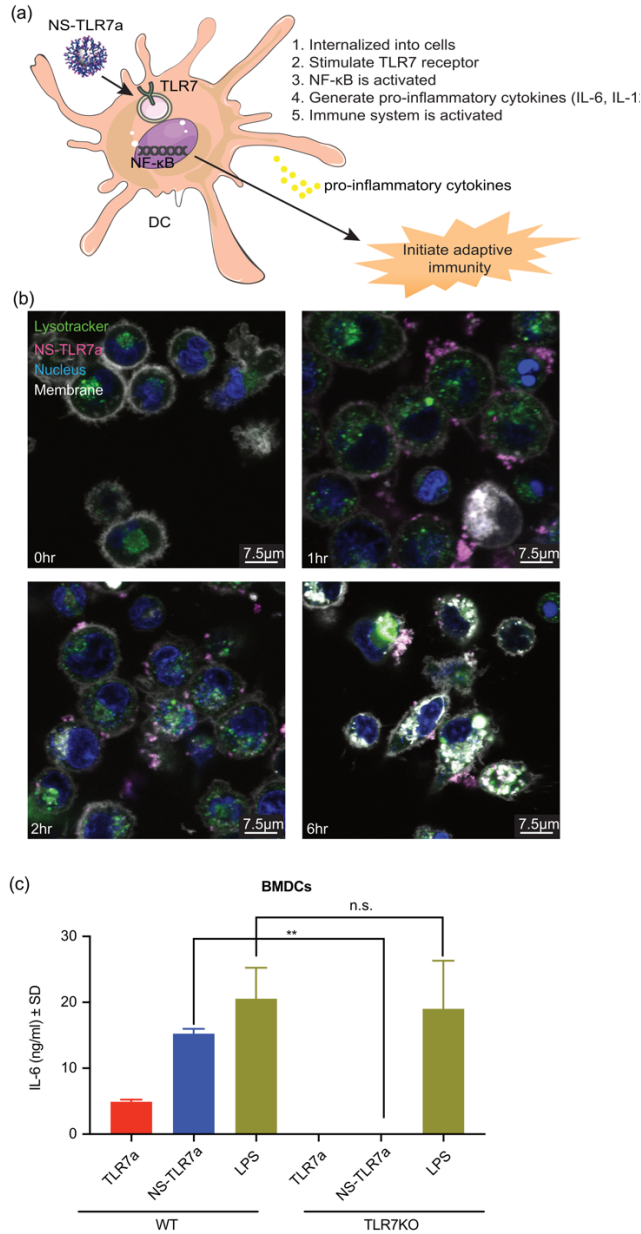 (a)
NS-TLR7a
TLR7
NF-κB
DC
1. Internalized into cells
2. Stimulate TLR7 receptor
3. NF-κB is activated
4. Generate pro-inflammatory cytokines (IL-6, IL-12
5. Immune system is activated
pro-inflammatory cytokines
Initiate adaptive
immunity
(b)
Lysotracker
NS-TLR7a
Nucleus
Membrane
0hr
7.5µm
1hr
7.5µm
2hr
7.5µm
6hr
7.5µm
(c)
BMDCs
n.s.
**
30
20
10
0
IL-6 (ng/ml) ± SD
TLR7a
NS-TLR7a
LPS
TLR7a
NS-TLR7a
LPS
WT
TLR7KO